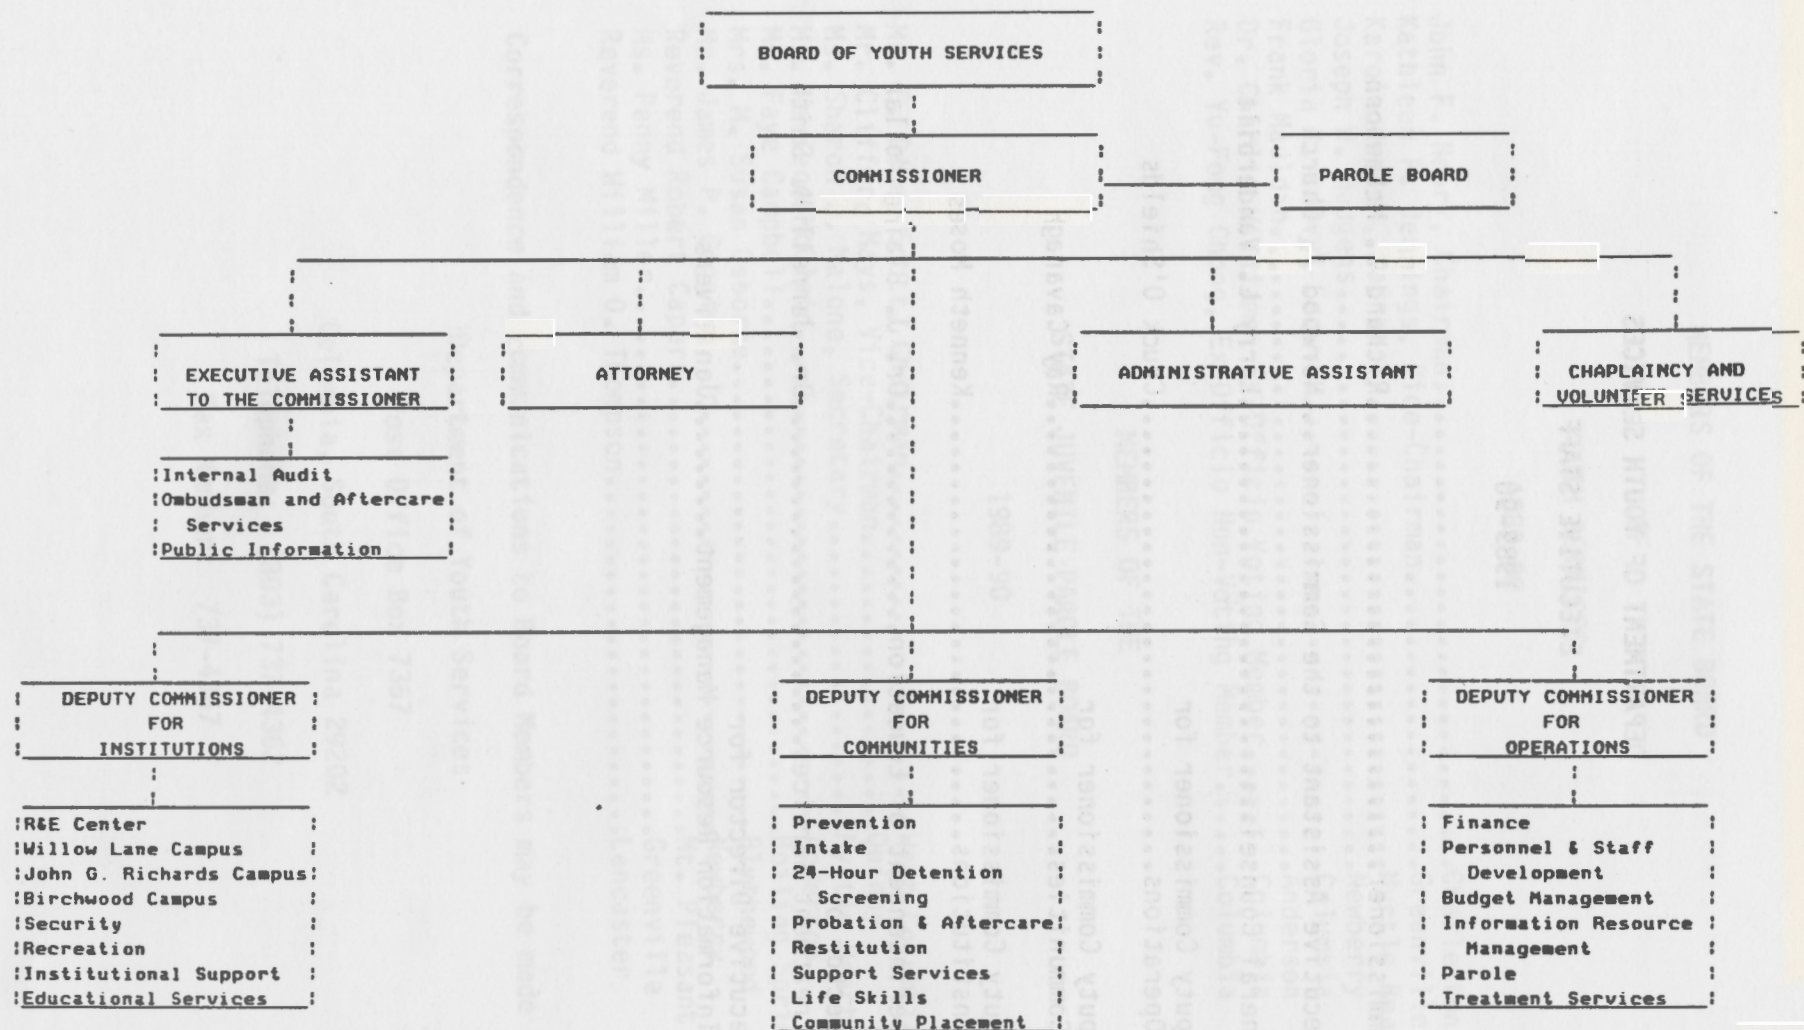 BOARD OF YOUTH SERVICES
COMMISSIONER
PAROLE BOARD
EXECUTIVE ASSISTANT
TO THE COMMISSIONER
ATTORNEY
ADMINISTRATIVE ASSISTANT
CHAPLAINCY AND
VOLUNTEER SERVICES
Internal Audit
Ombudsman and Aftercare
Services
Public Information
DEPUTY COMMISSIONER
FOR
INSTITUTIONS
DEPUTY COMMISSIONER
FOR
COMMUNITIES
DEPUTY COMMISSIONER
FOR
OPERATIONS
R&E Center
Willow Lane Campus
John G. Richards Campus
Birchwood Campus
Security
Recreation
Institutional Support
Educational Services
Prevention
Intake
24-Hour Detention
Screening
Probation & Aftercare
Restitution
Support Services
Life Skills
Community Placement
Finance
Personnel & Staff
Development
Budget Management
Information Resource
Management
Parole
Treatment Services